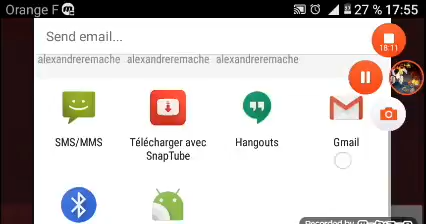 Orange F 27 % 17:55
Send email...
16:11
alexandreremache alexandreremache alexandreremache
SMS/MMS Télécharger avec Hangouts Gmail
SnapTube
Recorded by